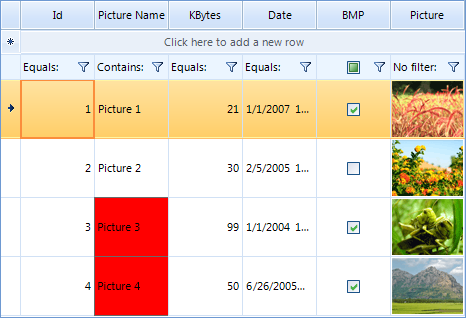 Id Picture Name KBytes Date BMP Picture
Click here to add a new row
Equals: Contains: Equals: Equals: No filter:
1 Picture 1 21 1/1/2007 1...
2 Picture 2 30 2/5/2005 1...
3 Picture 3 99 1/1/2004 1...
4 Picture 4 50 6/26/2005...